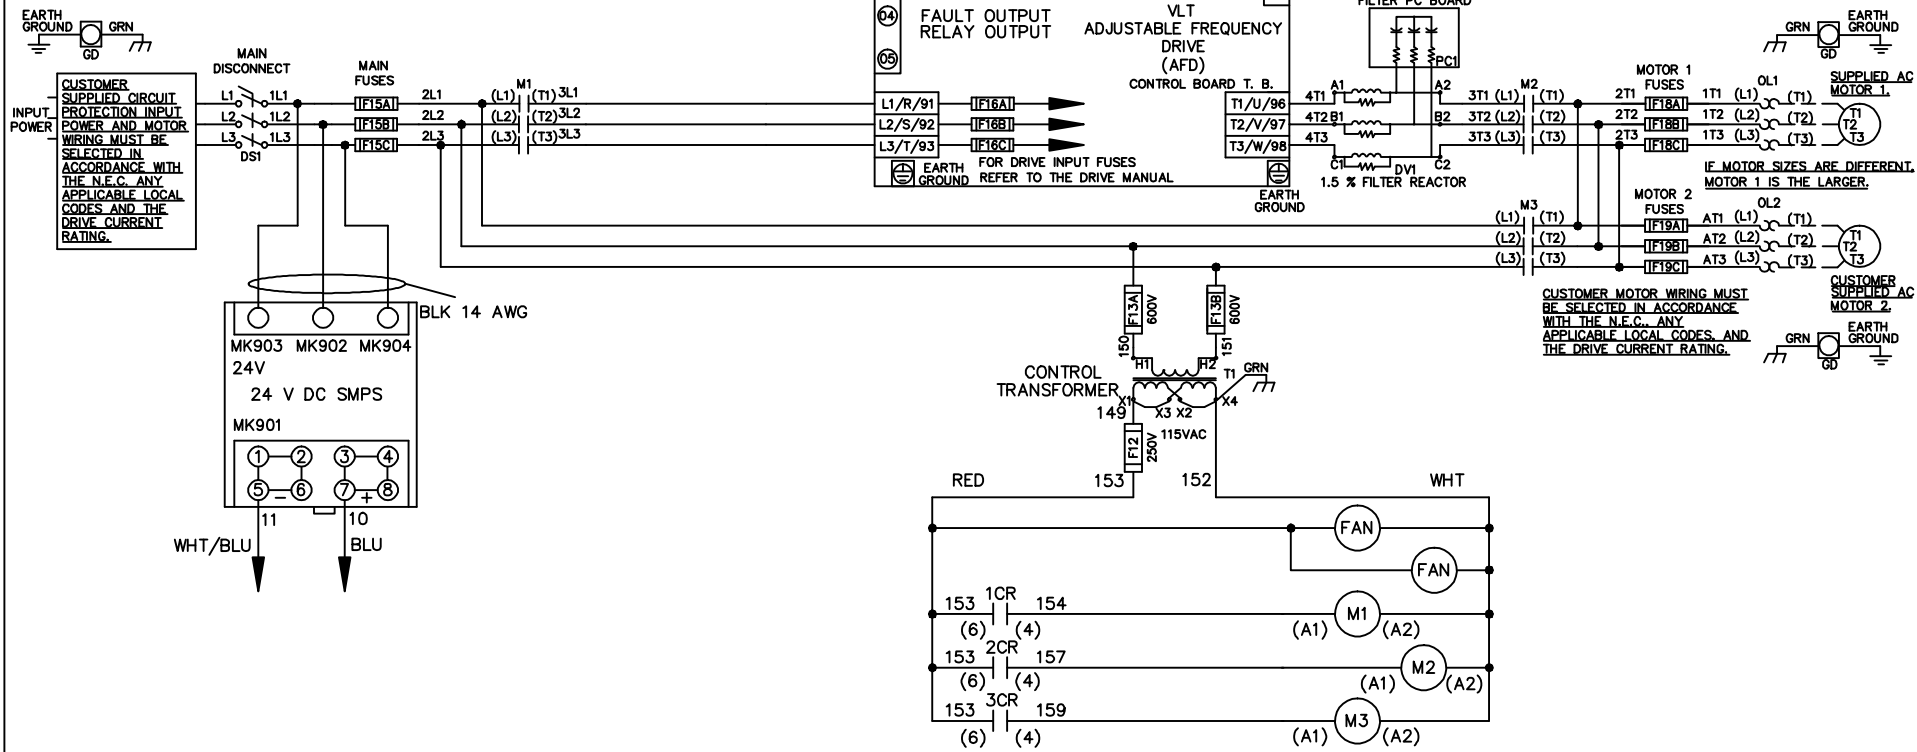 EARTH
GROUND
GRN
GD
CUSTOMER
SUPPLIED CIRCUIT
PROTECTION INPUT
POWER AND MOTOR
WIRING MUST BE
SELECTED IN
ACCORDANCE WITH
THE N.E.C. ANY
APPLICABLE LOCAL
CODES AND THE
DRIVE CURRENT
RATING.
INPUT
POWER
MAIN
DISCONNECT
L1 1L1
L2 1L2
L3 1L3
DS1
MAIN
FUSES
F15A 2L1
F15B 2L2
F15C 2L3
M1
(L1) (T1) 3L1
(L2) (T2) 3L2
(L3) (T3) 3L3
04 FAULT OUTPUT
RELAY OUTPUT
05
VLT
ADJUSTABLE FREQUENCY
DRIVE
(AFD)
CONTROL BOARD T. B.
L1/R/91 F16A T1/U/96
L2/S/92 F16B T2/V/97
L3/T/93 F16C T3/W/98
EARTH
GROUND
FOR DRIVE INPUT FUSES
REFER TO THE DRIVE MANUAL
EARTH
GROUND
FILTER PC BOARD
PC1
4T1 A1 A2
4T2 B1 B2
4T3 C1 C2
DV1
1.5 % FILTER REACTOR
M2
3T1 (L1) (T1)
3T2 (L2) (T2)
3T3 (L3) (T3)
MOTOR 1
FUSES
2T1 F18A 1T1 (L1) OL1 (T1)
2T2 F18B 1T2 (L2) (T2)
2T3 F18C 1T3 (L3) (T3)
GRN
GD
EARTH
GROUND
SUPPLIED AC
MOTOR 1.
T1
T2
T3
IF MOTOR SIZES ARE DIFFERENT,
MOTOR 1 IS THE LARGER.
M3
(L1) (T1)
(L2) (T2)
(L3) (T3)
MOTOR 2
FUSES
F19A AT1 (L1) OL2 (T1)
F19B AT2 (L2) (T2)
F19C AT3 (L3) (T3)
T1
T2
T3
CUSTOMER
SUPPLIED AC
MOTOR 2.
CUSTOMER MOTOR WIRING MUST
BE SELECTED IN ACCORDANCE
WITH THE N.E.C., ANY
APPLICABLE LOCAL CODES, AND
THE DRIVE CURRENT RATING.
GRN
GD
EARTH
GROUND
BLK 14 AWG
MK903 MK902 MK904
24V
24 V DC SMPS
MK901
1 2 3 4
5 - 6 7 + 8
11 10
WHT/BLU BLU
F13A 600V
F13B 600V
150 151
H1 H2
CONTROL
TRANSFORMER
T1 GRN
X1 X3 X2 X4
149
115VAC
F12 250V
RED 153 152 WHT
FAN
FAN
153 1CR 154 M1
(6) (4) (A1) (A2)
153 2CR 157 M2
(6) (4) (A1) (A2)
153 3CR 159 M3
(6) (4) (A1) (A2)